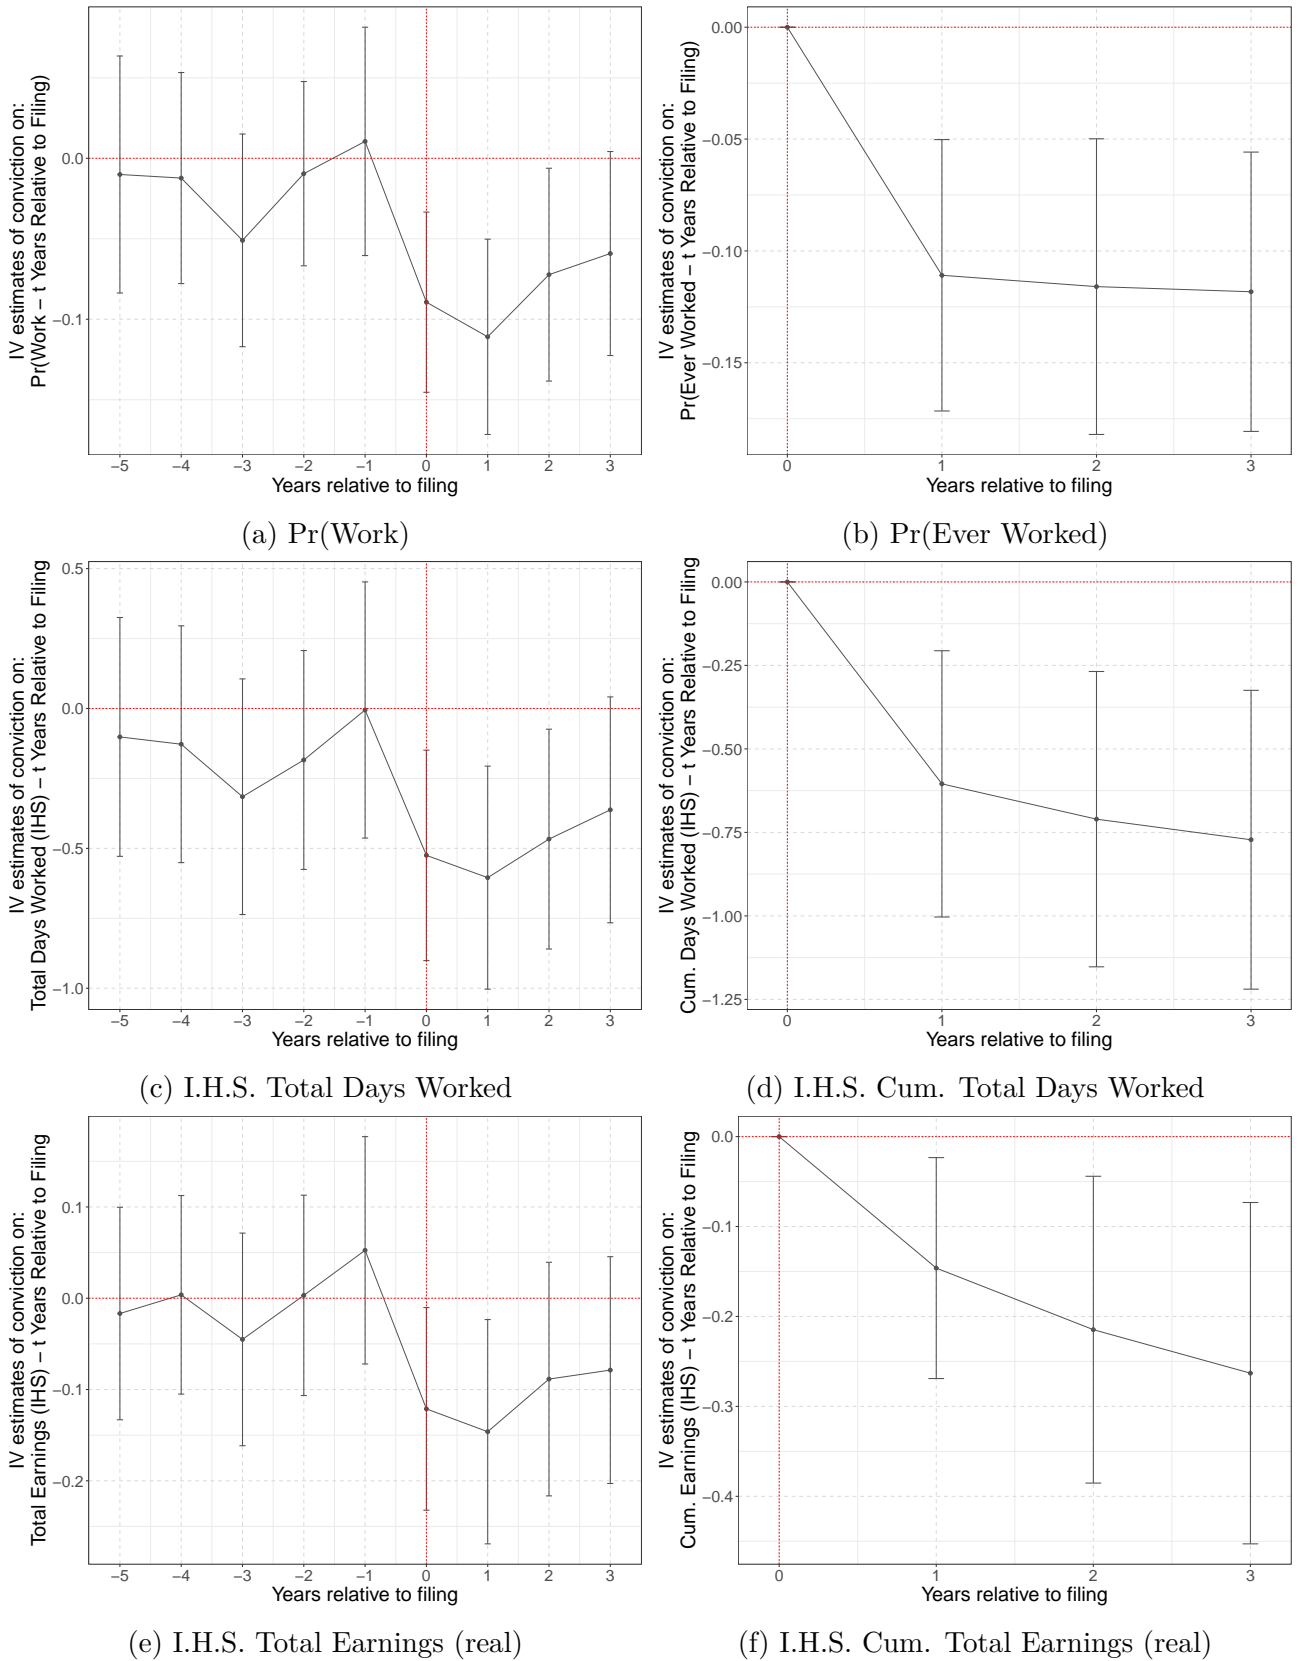 IV estimates of conviction on:
Pr(Work − t Years Relative to Filing)
0.0
−0.1
−5 −4 −3 −2 −1 0 1 2 3
Years relative to filing
(a) Pr(Work)
IV estimates of conviction on:
Pr(Ever Worked − t Years Relative to Filing)
0.00
−0.05
−0.10
−0.15
0 1 2 3
Years relative to filing
(b) Pr(Ever Worked)
IV estimates of conviction on:
Total Days Worked (IHS) − t Years Relative to Filing
0.5
0.0
−0.5
−1.0
−5 −4 −3 −2 −1 0 1 2 3
Years relative to filing
(c) I.H.S. Total Days Worked
IV estimates of conviction on:
Cum. Days Worked (IHS) − t Years Relative to Filing
0.00
−0.25
−0.50
−0.75
−1.00
−1.25
0 1 2 3
Years relative to filing
(d) I.H.S. Cum. Total Days Worked
IV estimates of conviction on:
Total Earnings (IHS) − t Years Relative to Filing
0.1
0.0
−0.1
−0.2
−5 −4 −3 −2 −1 0 1 2 3
Years relative to filing
(e) I.H.S. Total Earnings (real)
IV estimates of conviction on:
Cum. Earnings (IHS) − t Years Relative to Filing
0.0
−0.1
−0.2
−0.3
−0.4
0 1 2 3
Years relative to filing
(f) I.H.S. Cum. Total Earnings (real)